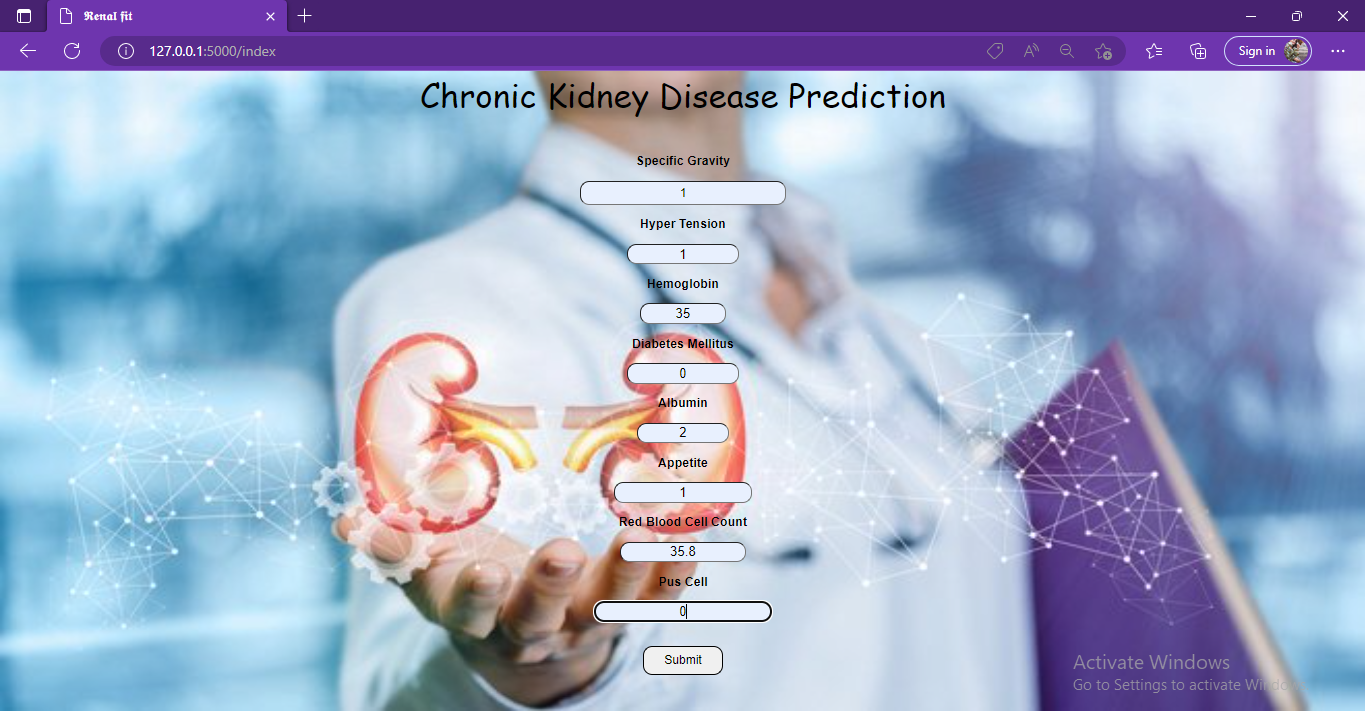 Renal fit
127.0.0.1:5000/index
Sign in
Chronic Kidney Disease Prediction
Specific Gravity
1
Hyper Tension
1
Hemoglobin
35
Diabetes Mellitus
0
Albumin
2
Appetite
1
Red Blood Cell Count
35.8
Pus Cell
0
Submit
Activate Windows
Go to Settings to activate Windows